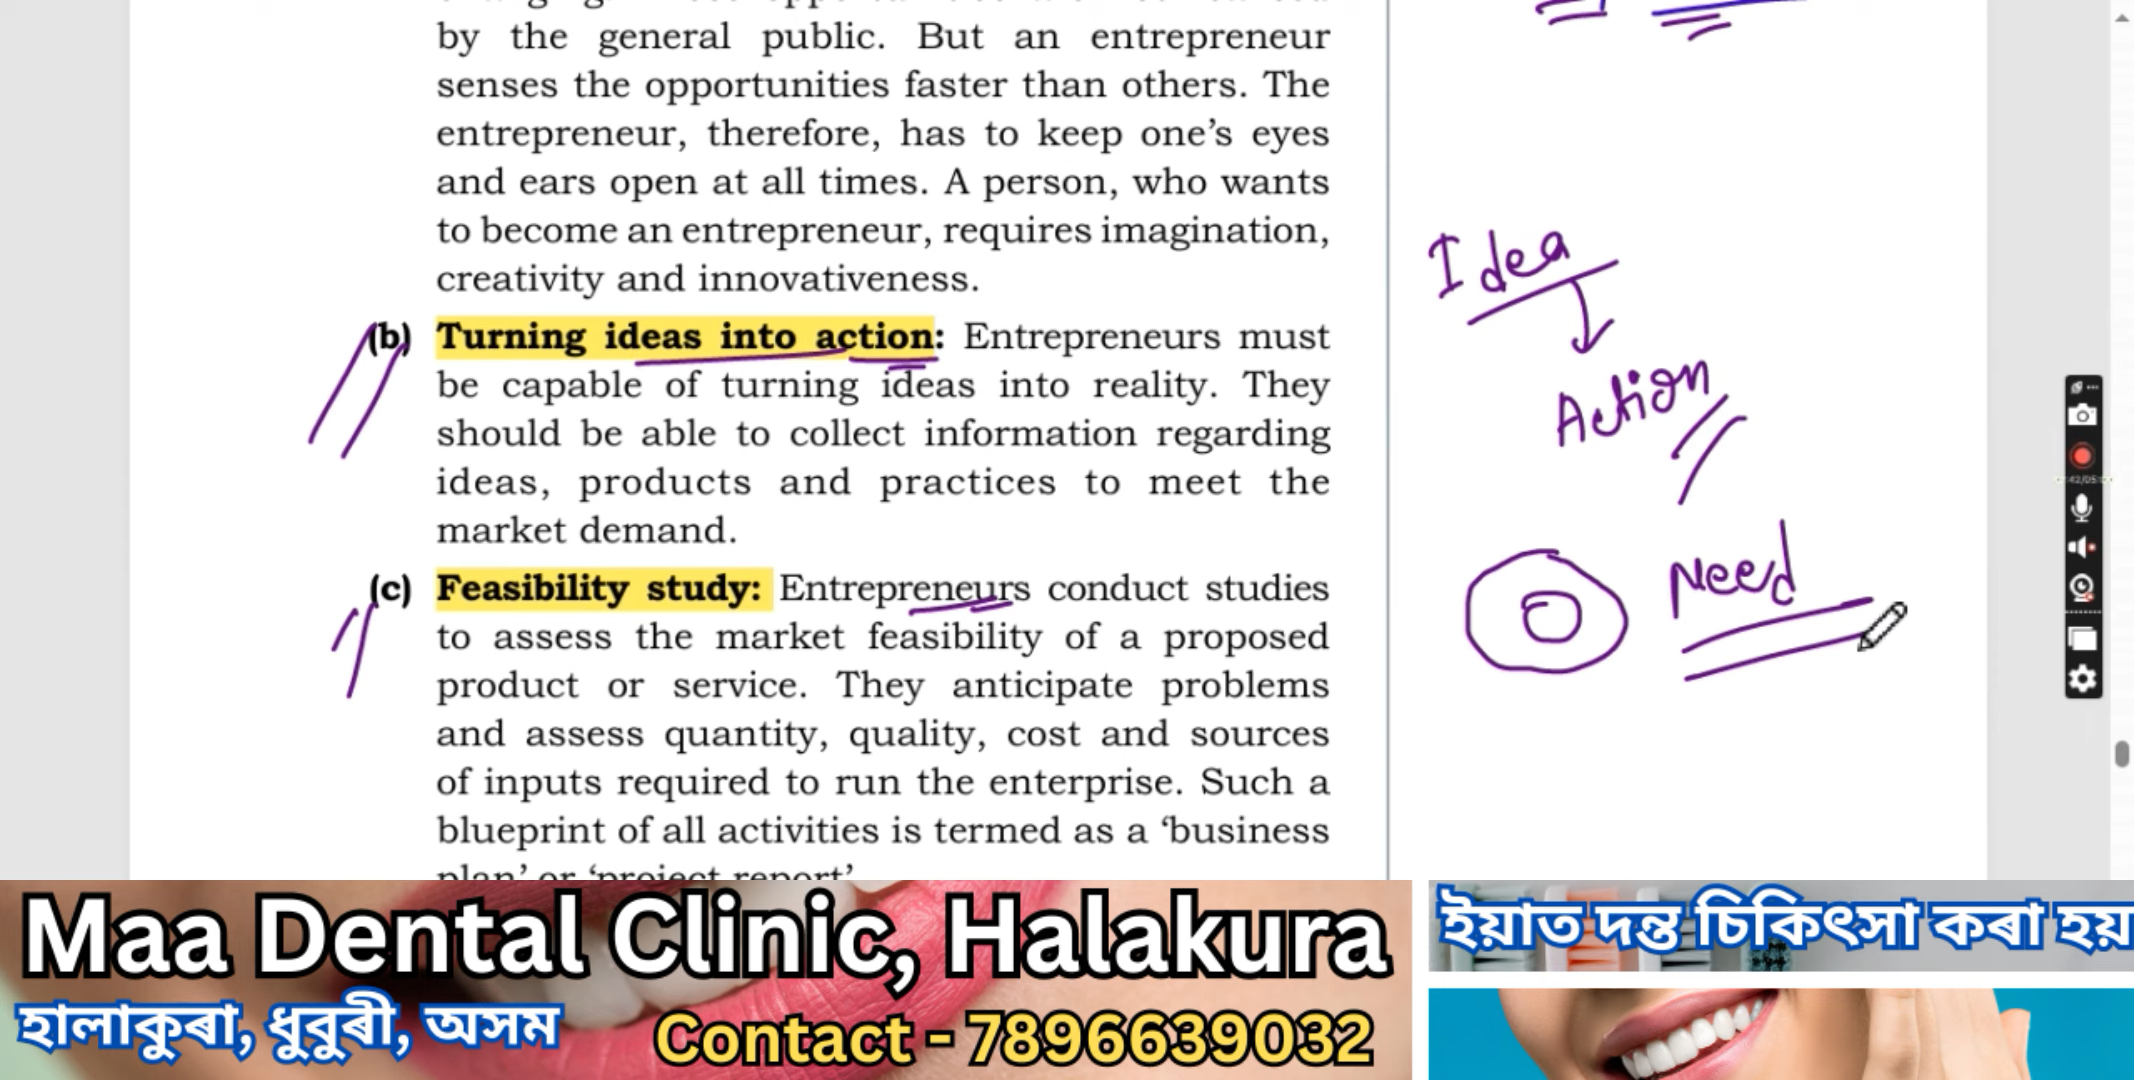 by the general public. But an entrepreneur
senses the opportunities faster than others. The
entrepreneur, therefore, has to keep one's eyes
and ears open at all times. A person, who wants
to become an entrepreneur, requires imagination,
creativity and innovativeness.
(b) Turning ideas into action: Entrepreneurs must
be capable of turning ideas into reality. They
should be able to collect information regarding
ideas, products and practices to meet the
market demand.
(c) Feasibility study: Entrepreneurs conduct studies
to assess the market feasibility of a proposed
product or service. They anticipate problems
and assess quantity, quality, cost and sources
of inputs required to run the enterprise. Such a
blueprint of all activities is termed as a 'business
plan' or 'project report'.
Idea
Action
Need
Maa Dental Clinic, Halakura
হালাকুৰা, ধুবুৰী, অসম
Contact - 7896639032
ইয়াত দন্ত চিকিৎসা কৰা হয়